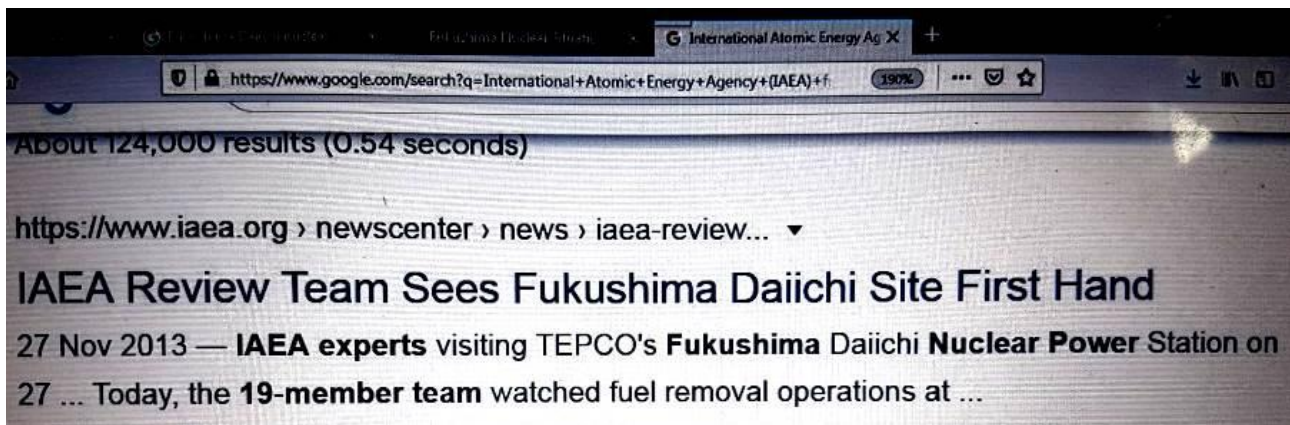 International Atomic Energy Ag
https://www.google.com/search?q=International+Atomic+Energy+Agency+(IAEA)+f
190%
About 124,000 results (0.54 seconds)
https://www.iaea.org › newscenter › news › iaea-review...
IAEA Review Team Sees Fukushima Daiichi Site First Hand
27 Nov 2013 — IAEA experts visiting TEPCO's Fukushima Daiichi Nuclear Power Station on
27 ... Today, the 19-member team watched fuel removal operations at ...